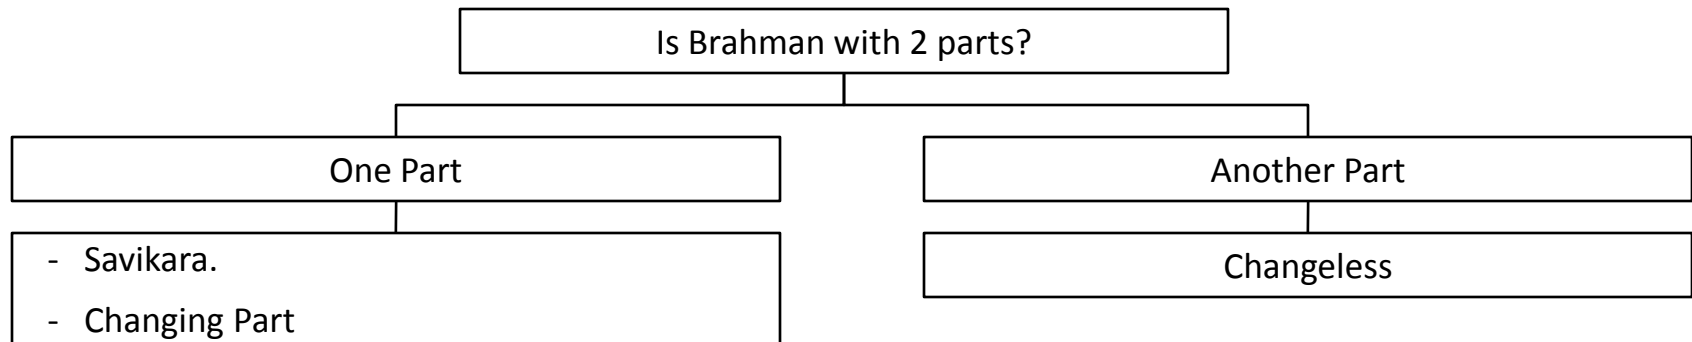 Is Brahman with 2 parts?
One Part
Another Part
- Savikara.
- Changing Part
Changeless